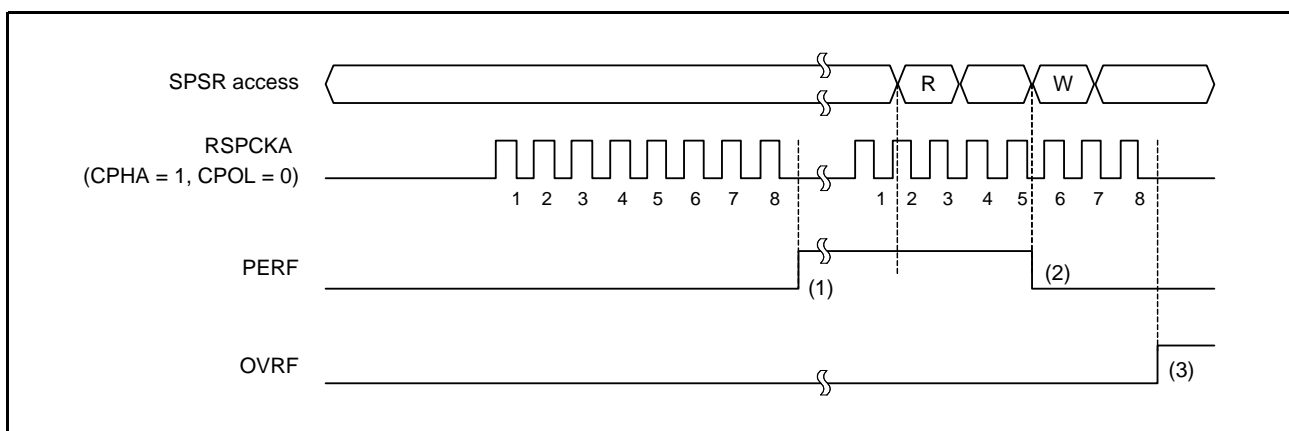 SPSR access
R
W
RSPCKA
(CPHA = 1, CPOL = 0)
1 2 3 4 5 6 7 8
1 2 3 4 5 6 7 8
PERF
(1)
(2)
OVRF
(3)